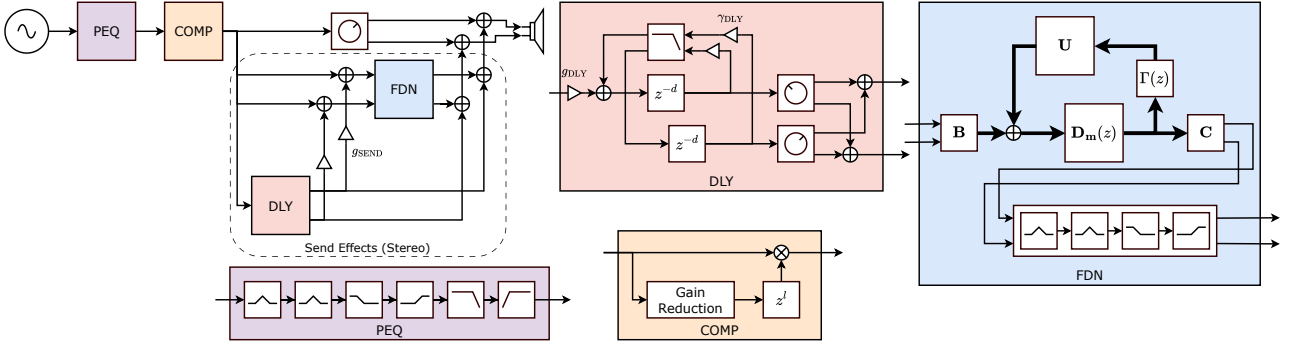 PEQ
COMP
FDN
g_SEND
DLY
Send Effects (Stereo)
γ_DLY
g_DLY
z^{-d}
z^{-d}
DLY
U
Γ(z)
B
D_m(z)
C
FDN
PEQ
Gain
Reduction
z^l
COMP